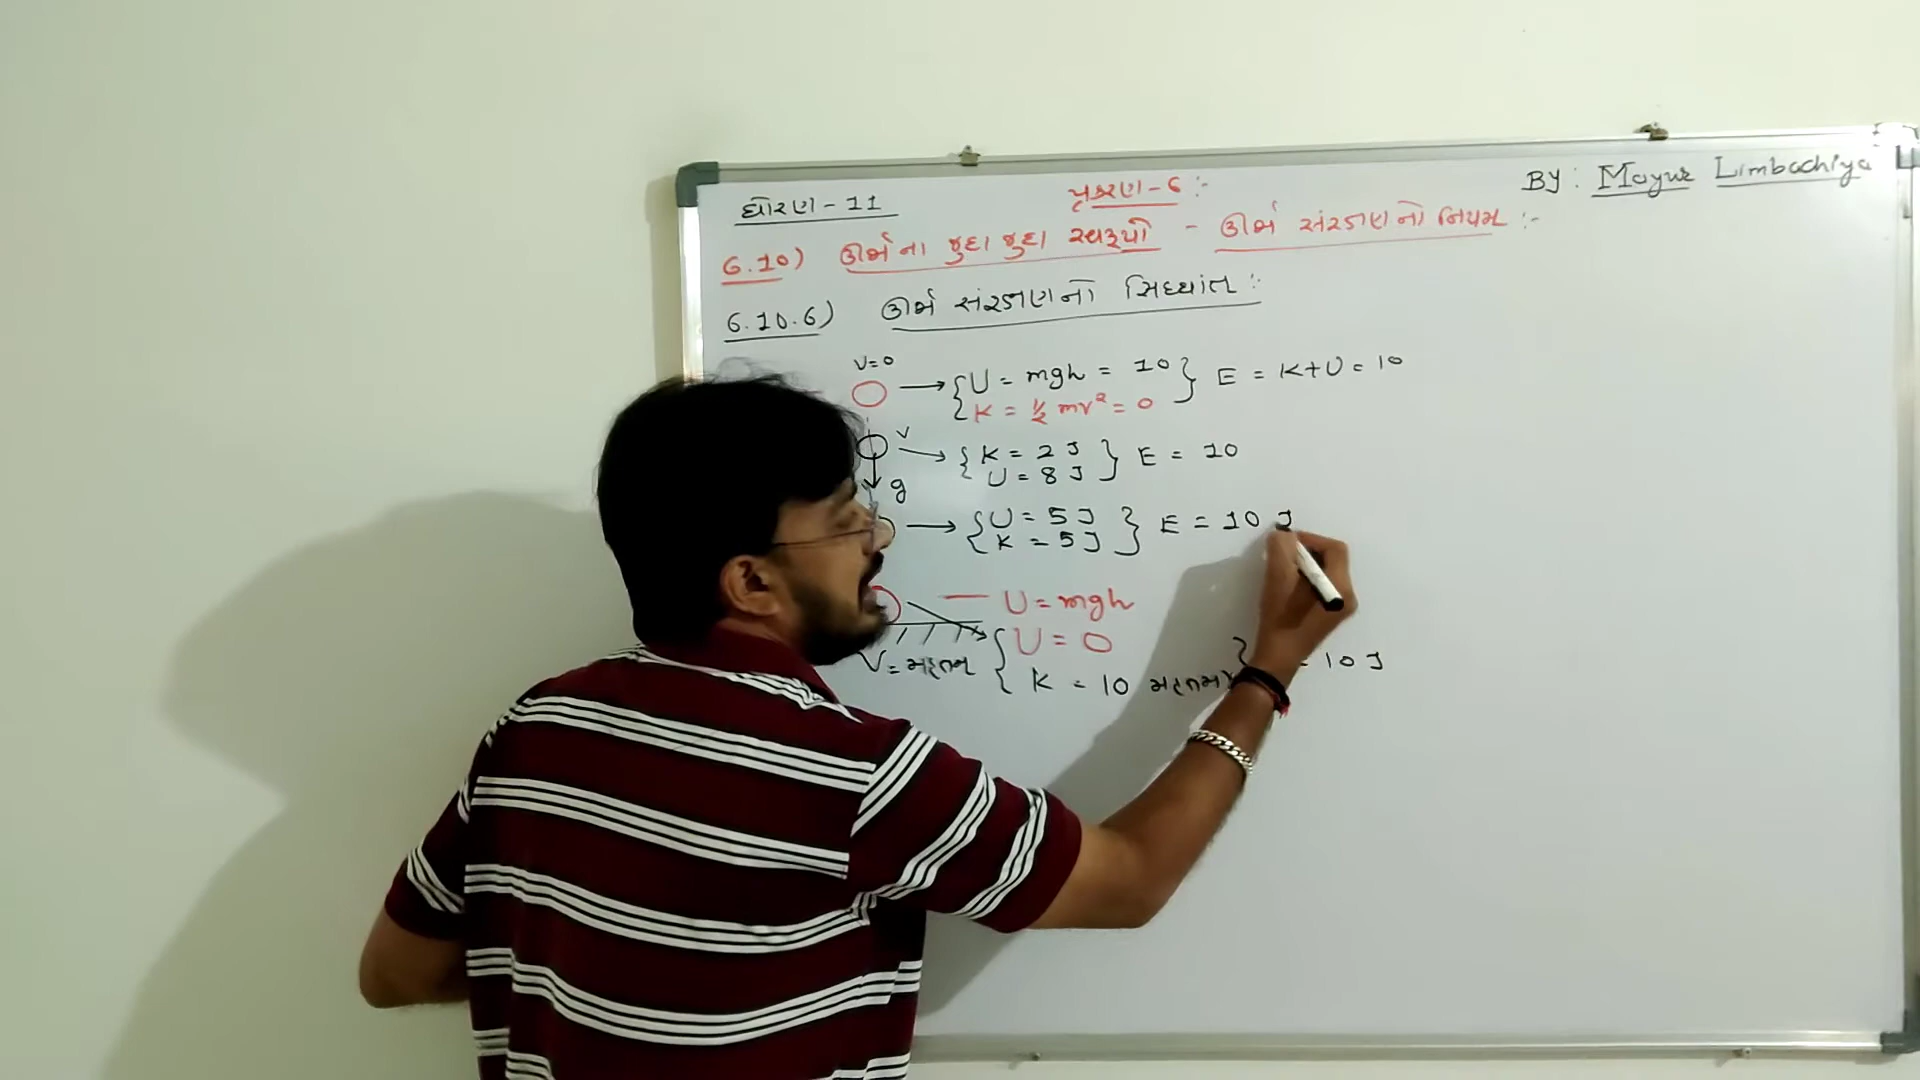 ધોરણ - 11
પ્રકરણ - 6 :-
BY : Mayur Limbachiya
6.10) ઊર્જાના જુદા જુદા સ્વરૂપો - ઊર્જા સંરક્ષણનો નિયમ :-
6.10.6) ઊર્જા સંરક્ષણનો સિધ્ધાંત :-
V=0
U = mgh = 10
K = ½ mv² = 0
E = K+U = 10
v
K = 2 J
U = 8 J
E = 10
g
U = 5 J
K = 5 J
E = 10 J
U = mgh
U = 0
V = મહત્તમ
K = 10 મહત્તમ
= 10 J